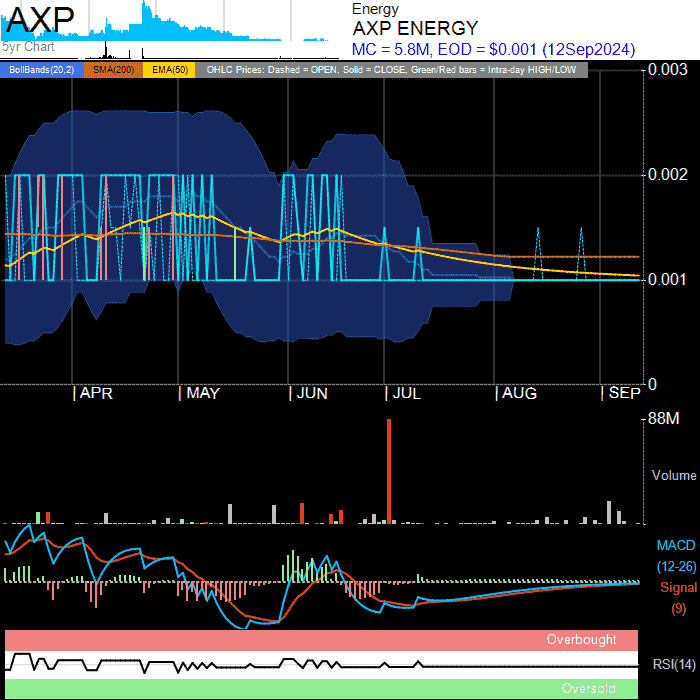 AXP
5yr Chart
Energy
AXP ENERGY
MC = 5.8M, EOD = $0.001 (12Sep2024)
BollBands(20,2) SMA(200) EMA(50) OHLC Prices: Dashed = OPEN, Solid = CLOSE, Green/Red bars = Intra-day HIGH/LOW
0.003
0.002
0.001
0
APR MAY JUN JUL AUG SEP
88M
Volume
MACD
(12-26)
Signal
(9)
Overbought
RSI(14)
Oversold